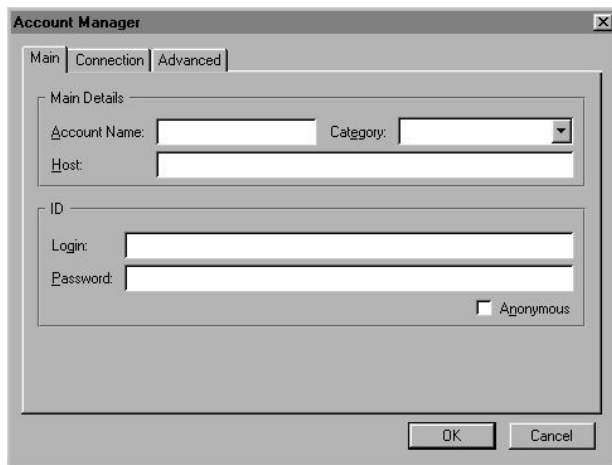 Account Manager
Main Connection Advanced
Main Details
Account Name: Category:
Host:
ID
Login:
Password:
Anonymous
OK Cancel